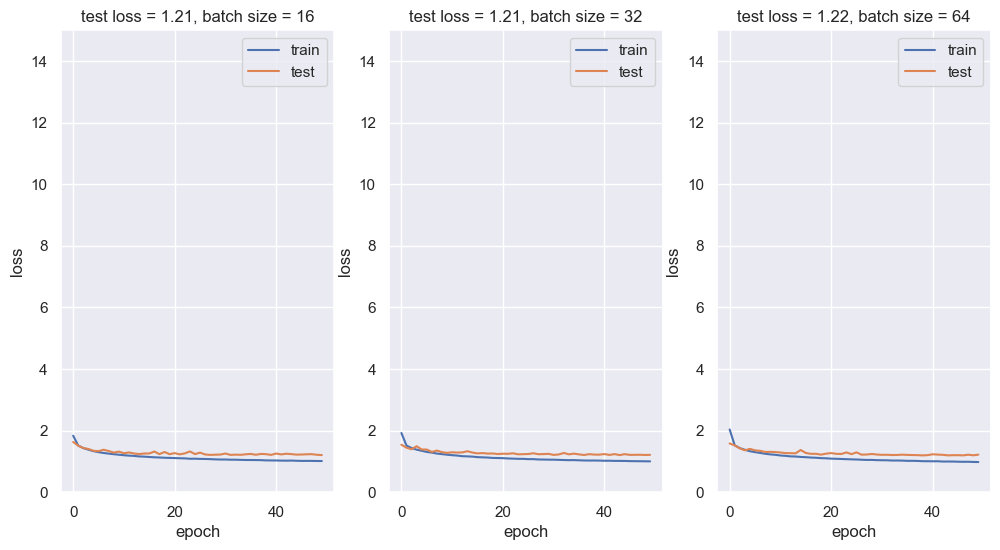 test loss = 1.21, batch size = 16
train
test
14
12
10
8
6
4
2
0
loss
0
20
40
epoch
test loss = 1.21, batch size = 32
train
test
14
12
10
8
6
4
2
0
loss
0
20
40
epoch
test loss = 1.22, batch size = 64
train
test
14
12
10
8
6
4
2
0
loss
0
20
40
epoch